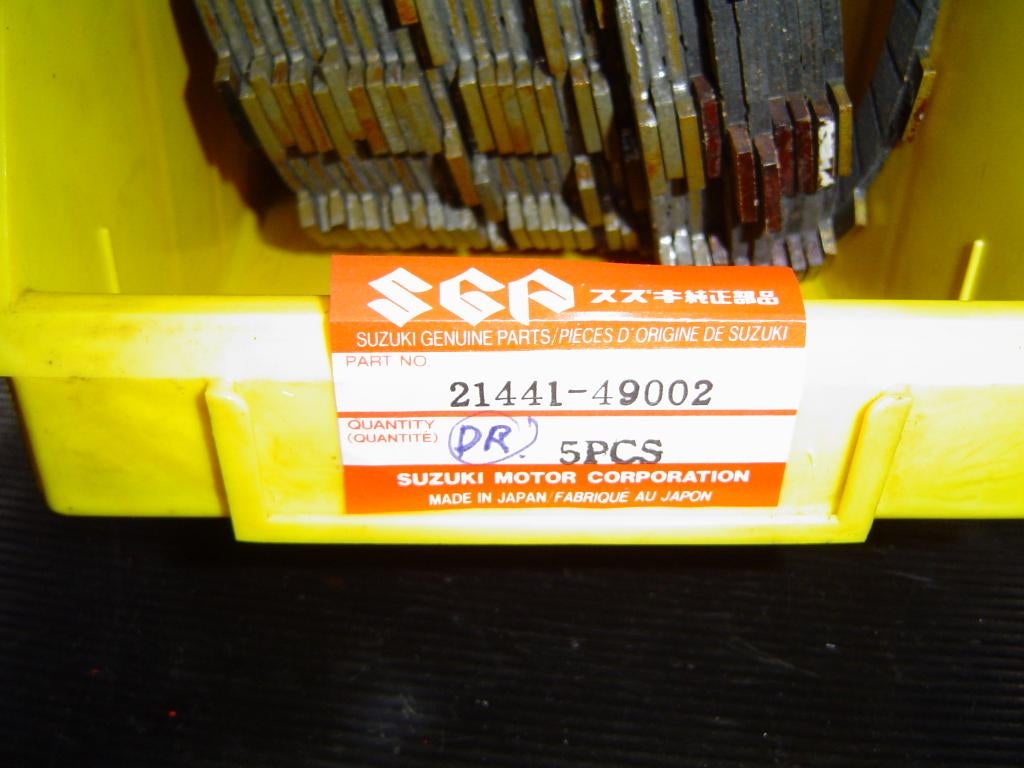 SGP スズキ純正部品
SUZUKI GENUINE PARTS/PIECES D'ORIGINE DE SUZUKI
PART NO.
21441-49002
QUANTITY
(QUANTITÉ)
DR
5PCS
SUZUKI MOTOR CORPORATION
MADE IN JAPAN/FABRIQUÉ AU JAPON